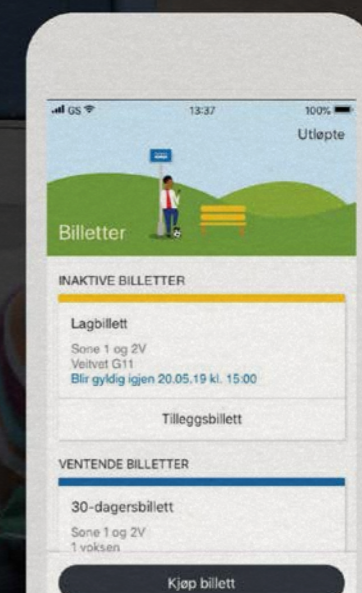 GS 13:37 100%
Utløpte
Billetter
INAKTIVE BILLETTER
Lagbillett
Sone 1 og 2V
Veitvet G11
Blir gyldig igjen 20.05.19 kl. 15:00
Tilleggsbillett
VENTENDE BILLETTER
30-dagersbillett
Sone 1 og 2V
1 voksen
Kjøp billett